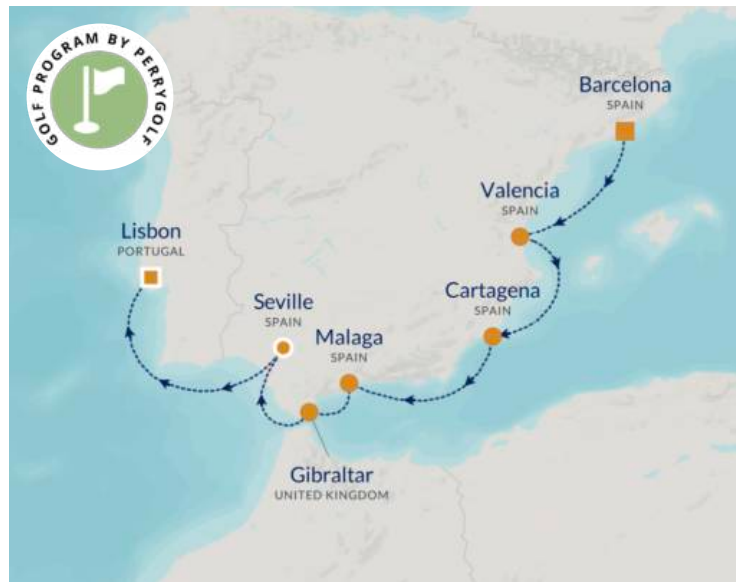 GOLF PROGRAM BY PERRYGOLF
Barcelona
SPAIN
Valencia
SPAIN
Lisbon
PORTUGAL
Cartagena
SPAIN
Seville
SPAIN
Malaga
SPAIN
Gibraltar
UNITED KINGDOM